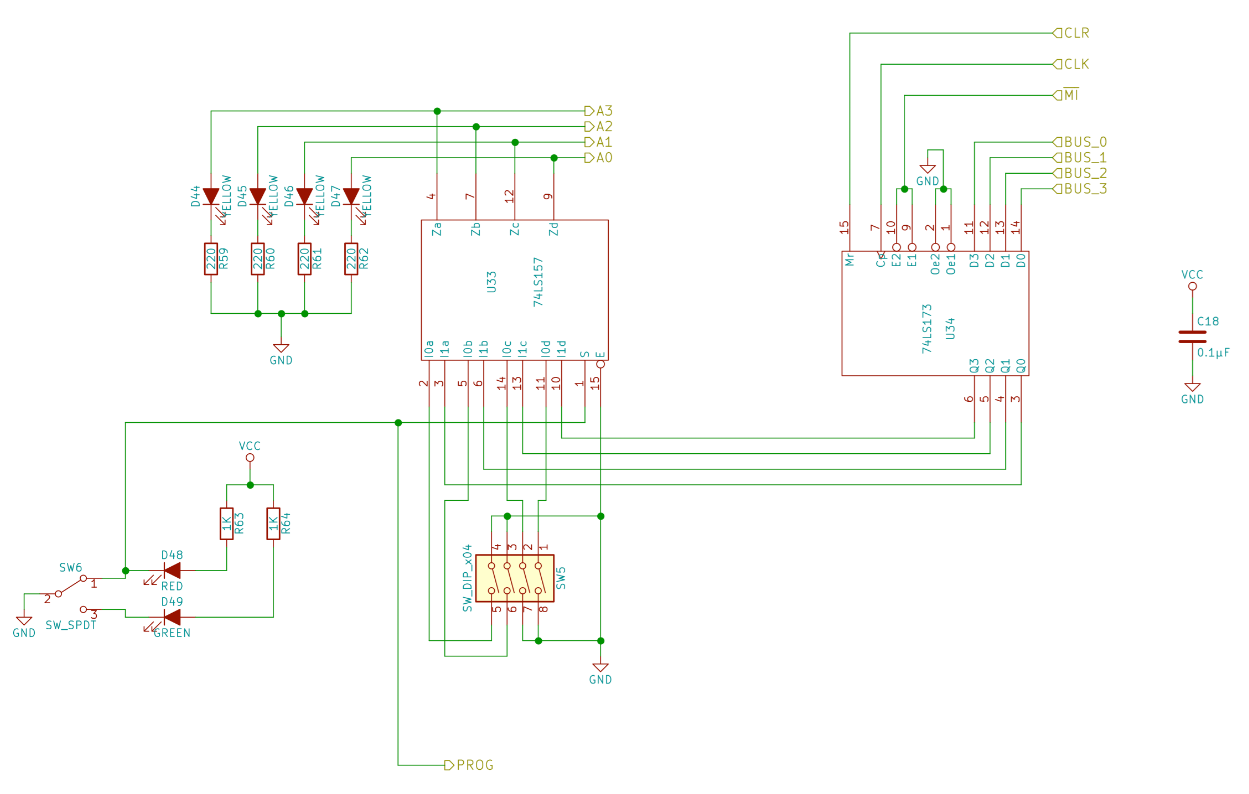 CLR
CLK
MI
A3
A2
A1
A0
BUS_0
BUS_1
BUS_2
BUS_3
GND
D44
YELLOW
D45
YELLOW
D46
YELLOW
D47
YELLOW
220
R59
220
R60
220
R61
220
R62
GND
4
7
12
9
Za
Zb
Zc
Zd
U33
74LS157
I0a
I1a
I0b
I1b
I0c
I1c
I0d
I1d
S
E
2
3
5
6
14
13
11
10
1
15
15
7
10
9
2
1
11
12
13
14
Mr
Cp
E2
E1
Oe2
Oe1
D3
D2
D1
D0
74LS173
U34
Q3
Q2
Q1
Q0
6
5
4
3
VCC
C18
0.1µF
GND
VCC
1K
R63
1K
R64
D48
RED
D49
GREEN
SW6
1
2
3
SW_SPDT
GND
SW_DIP_x04
4
3
2
1
SW5
5
6
7
8
GND
PROG